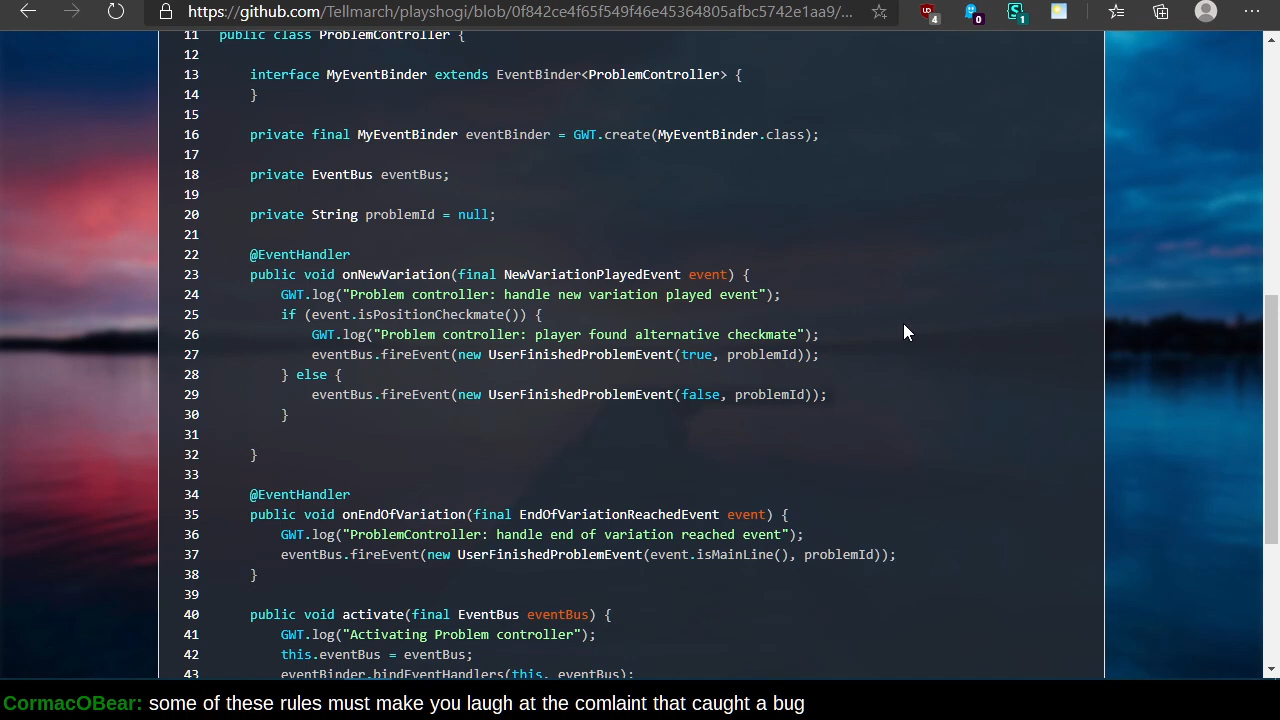 https://github.com/Tellmarch/playshogi/blob/0f842ce4f65f549f46e45364805afbc5742e1aa9/...
4
0
1
11 public class ProblemController {
12
13 interface MyEventBinder extends EventBinder<ProblemController> {
14 }
15
16 private final MyEventBinder eventBinder = GWT.create(MyEventBinder.class);
17
18 private EventBus eventBus;
19
20 private String problemId = null;
21
22 @EventHandler
23 public void onNewVariation(final NewVariationPlayedEvent event) {
24 GWT.log("Problem controller: handle new variation played event");
25 if (event.isPositionCheckmate()) {
26 GWT.log("Problem controller: player found alternative checkmate");
27 eventBus.fireEvent(new UserFinishedProblemEvent(true, problemId));
28 } else {
29 eventBus.fireEvent(new UserFinishedProblemEvent(false, problemId));
30 }
31
32 }
33
34 @EventHandler
35 public void onEndOfVariation(final EndOfVariationReachedEvent event) {
36 GWT.log("ProblemController: handle end of variation reached event");
37 eventBus.fireEvent(new UserFinishedProblemEvent(event.isMainLine(), problemId));
38 }
39
40 public void activate(final EventBus eventBus) {
41 GWT.log("Activating Problem controller");
42 this.eventBus = eventBus;
43 eventBinder.bindEventHandlers(this, eventBus);
CormacOBear: some of these rules must make you laugh at the comlaint that caught a bug